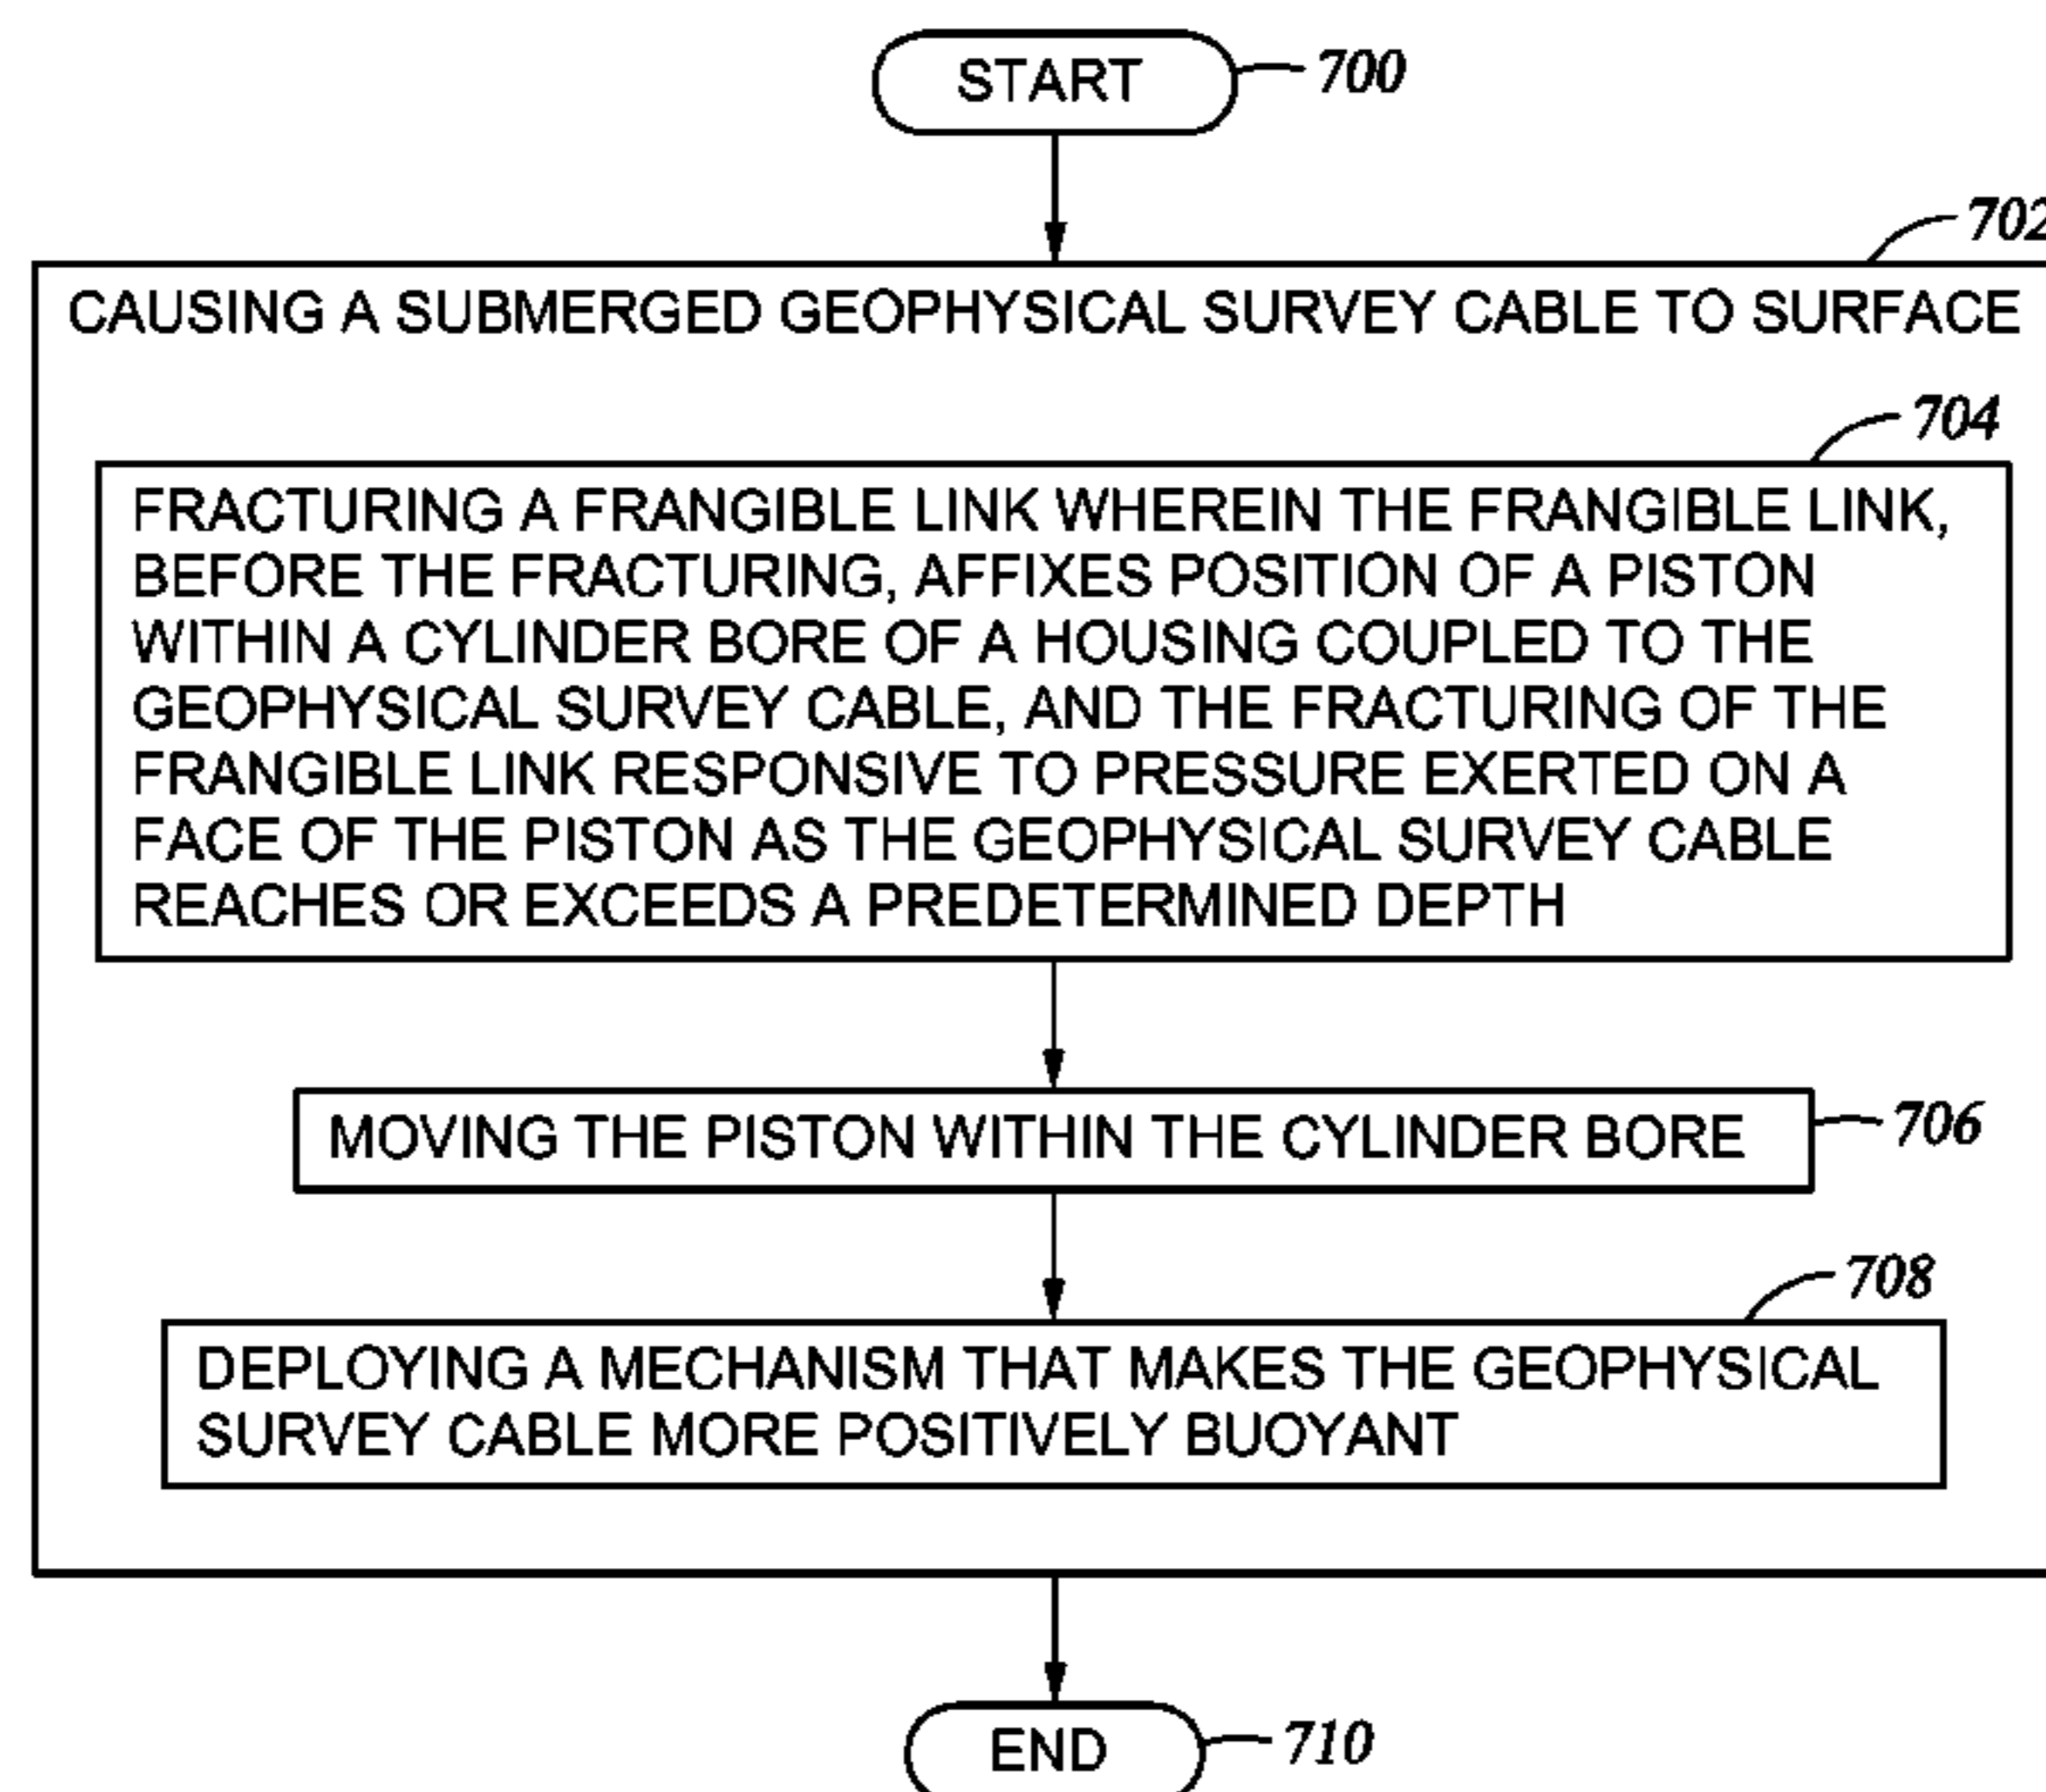 START
700
702
CAUSING A SUBMERGED GEOPHYSICAL SURVEY CABLE TO SURFACE
704
FRACTURING A FRANGIBLE LINK WHEREIN THE FRANGIBLE LINK,
BEFORE THE FRACTURING, AFFIXES POSITION OF A PISTON
WITHIN A CYLINDER BORE OF A HOUSING COUPLED TO THE
GEOPHYSICAL SURVEY CABLE, AND THE FRACTURING OF THE
FRANGIBLE LINK RESPONSIVE TO PRESSURE EXERTED ON A
FACE OF THE PISTON AS THE GEOPHYSICAL SURVEY CABLE
REACHES OR EXCEEDS A PREDETERMINED DEPTH
MOVING THE PISTON WITHIN THE CYLINDER BORE
706
708
DEPLOYING A MECHANISM THAT MAKES THE GEOPHYSICAL
SURVEY CABLE MORE POSITIVELY BUOYANT
END
710